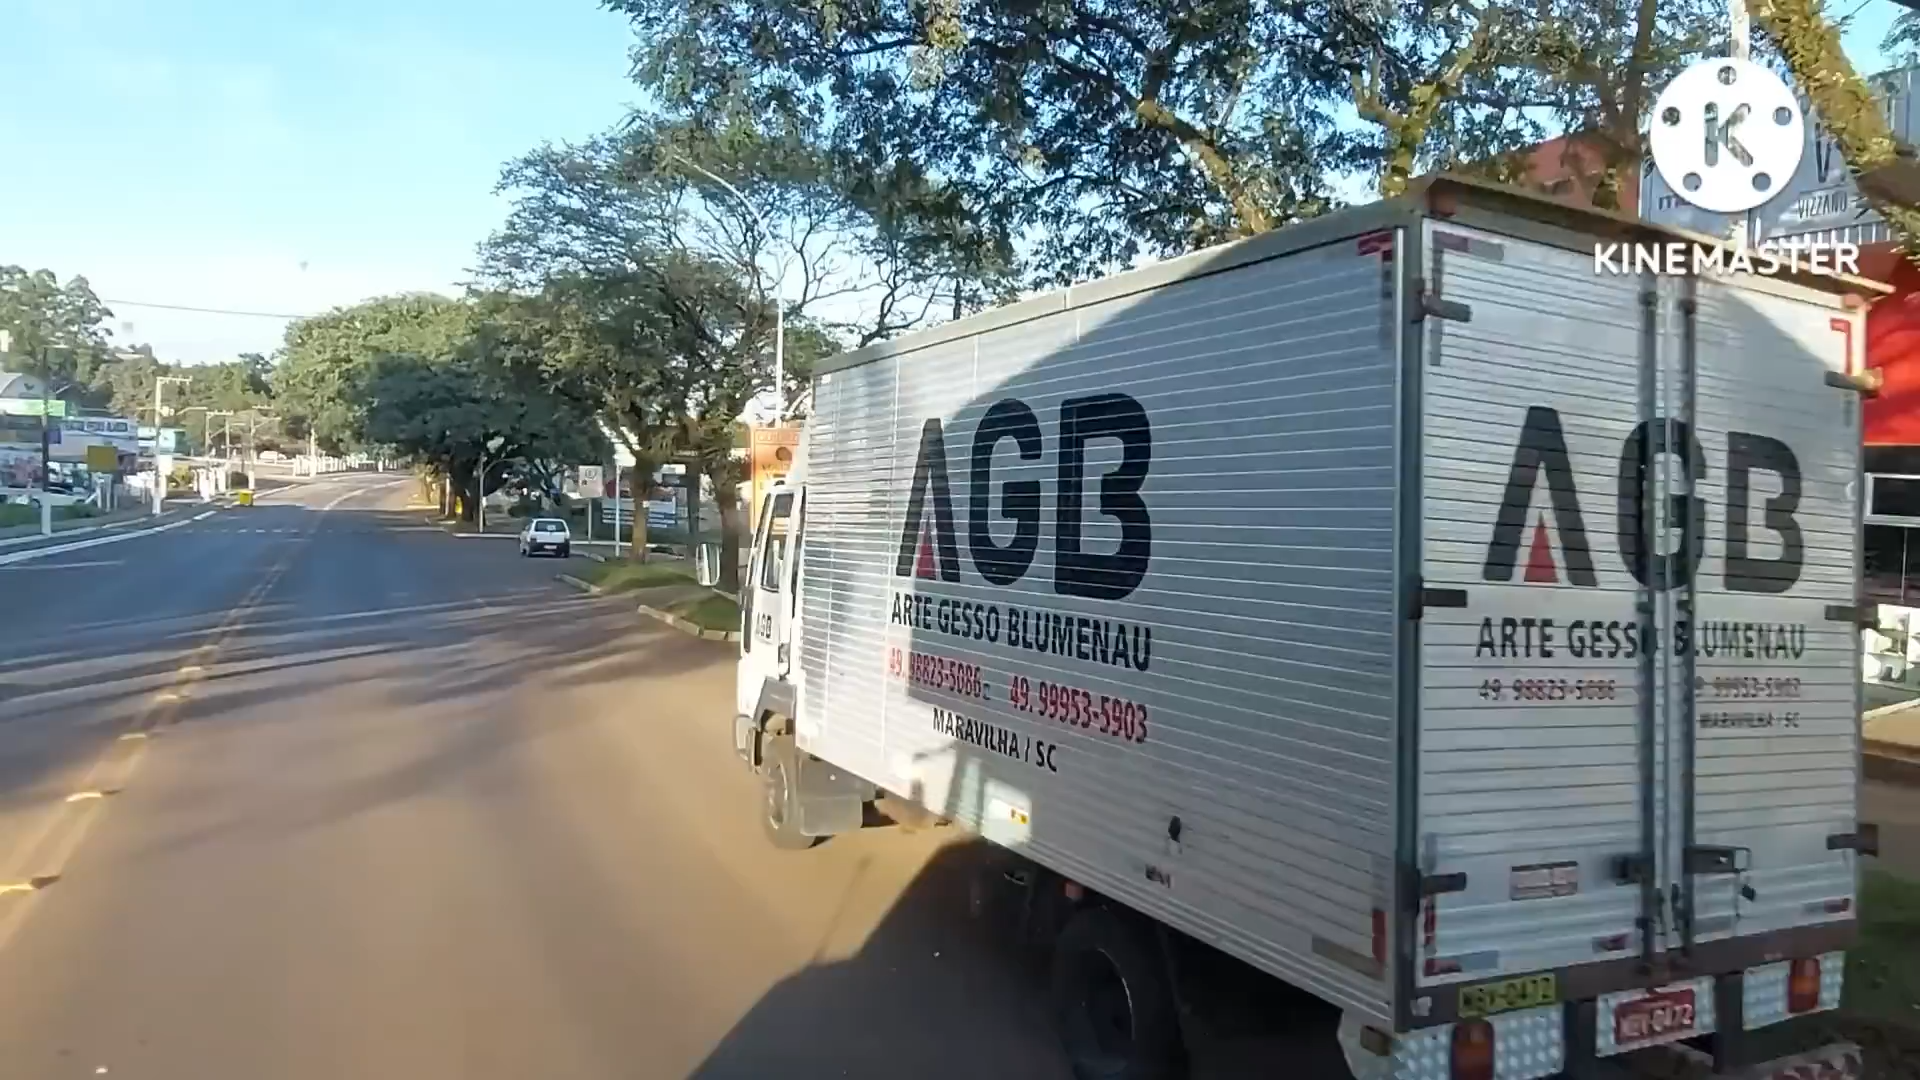 KINEMASTER
VIZZANO
AGB
ARTE GESSO BLUMENAU
49. 98823-5086
49. 99953-5903
MARAVILHA / SC
AGB
AGB
ARTE GESSO BLUMENAU
49. 98823-5086
99953-5903
MARAVILHA / SC